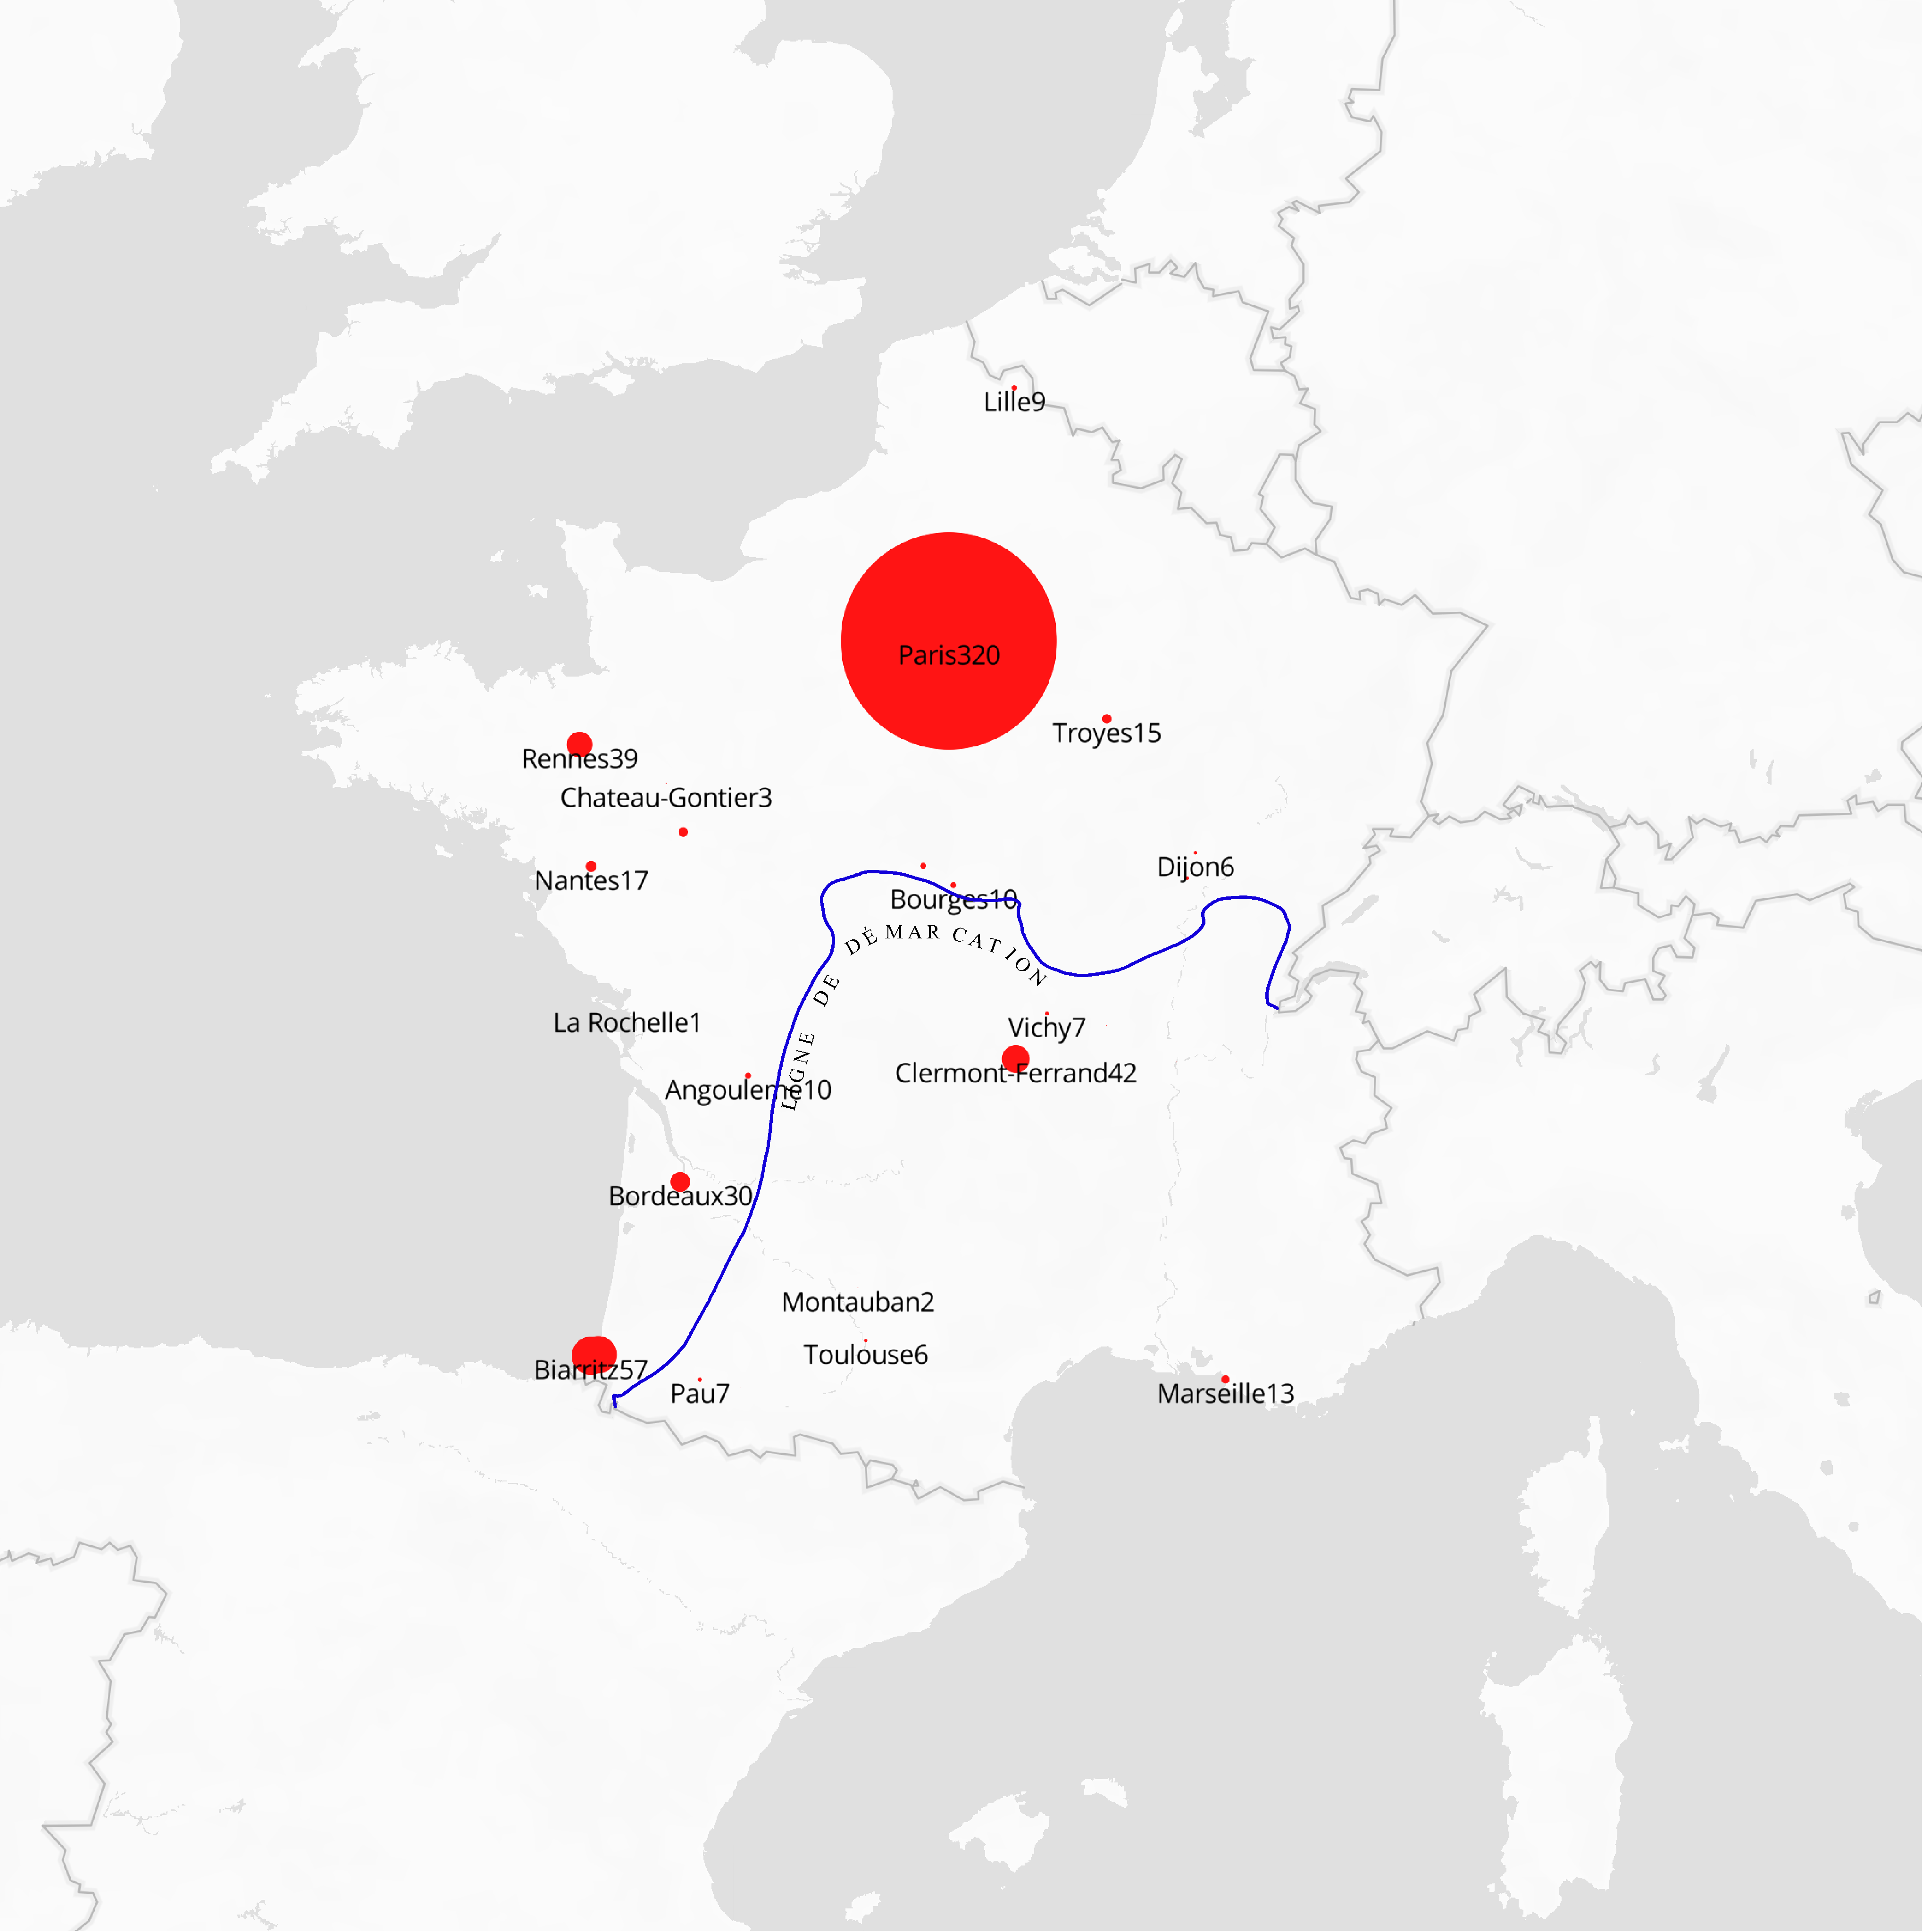 Lille9
Paris320
Troyes15
Rennes39
Chateau-Gontier3
Dijon6
Nantes17
Bourges10
LIGNE DE DÉMARCATION
La Rochelle1
Vichy7
Clermont-Ferrand42
Angouleme10
Bordeaux30
Montauban2
Toulouse6
Biarritz57
Pau7
Marseille13